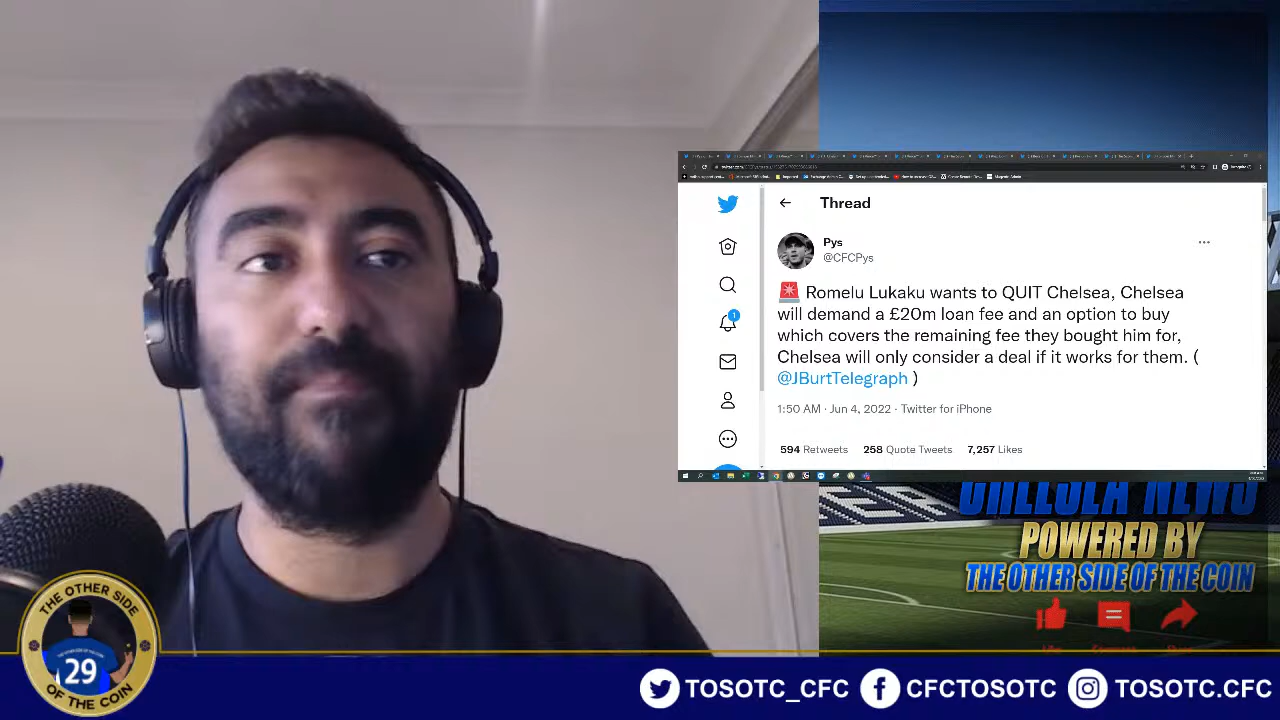 Thread
Pys
@CFCPys
Romelu Lukaku wants to QUIT Chelsea, Chelsea
will demand a £20m loan fee and an option to buy
which covers the remaining fee they bought him for,
Chelsea will only consider a deal if it works for them. (
@JBurtTelegraph )
1:50 AM · Jun 4, 2022 · Twitter for iPhone
594 Retweets 258 Quote Tweets 7,257 Likes
1
CHELSEA NEWS
POWERED BY
THE OTHER SIDE OF THE COIN
THE OTHER SIDE
29
OF THE COIN
TOSOTC_CFC
CFCTOSOTC
TOSOTC.CFC